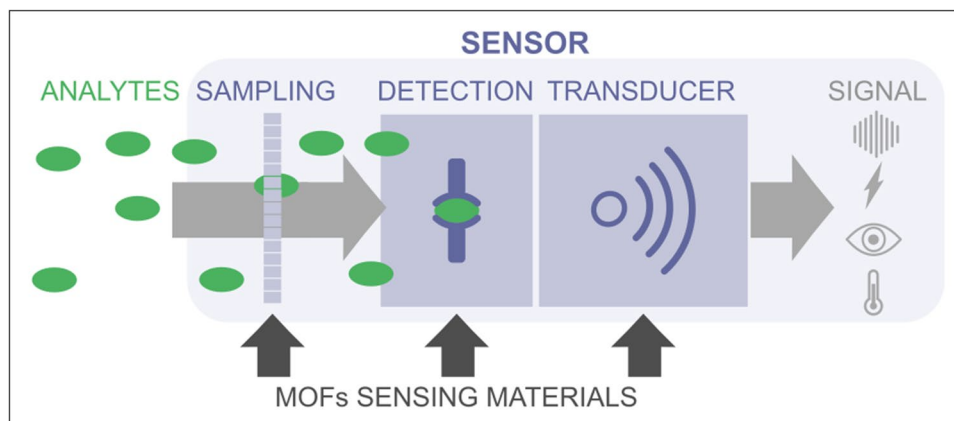 SENSOR
ANALYTES SAMPLING DETECTION TRANSDUCER SIGNAL
MOFs SENSING MATERIALS